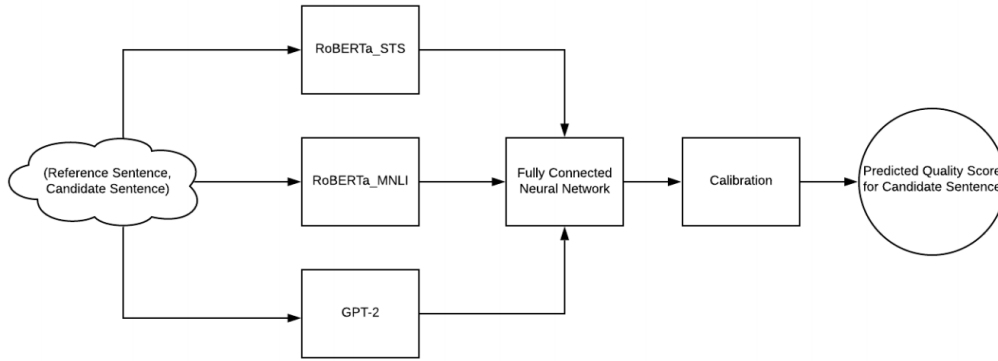 RoBERTa_STS
(Reference Sentence,
Candidate Sentence)
RoBERTa_MNLI
Fully Connected
Neural Network
Calibration
Predicted Quality Score
for Candidate Sentence
GPT-2